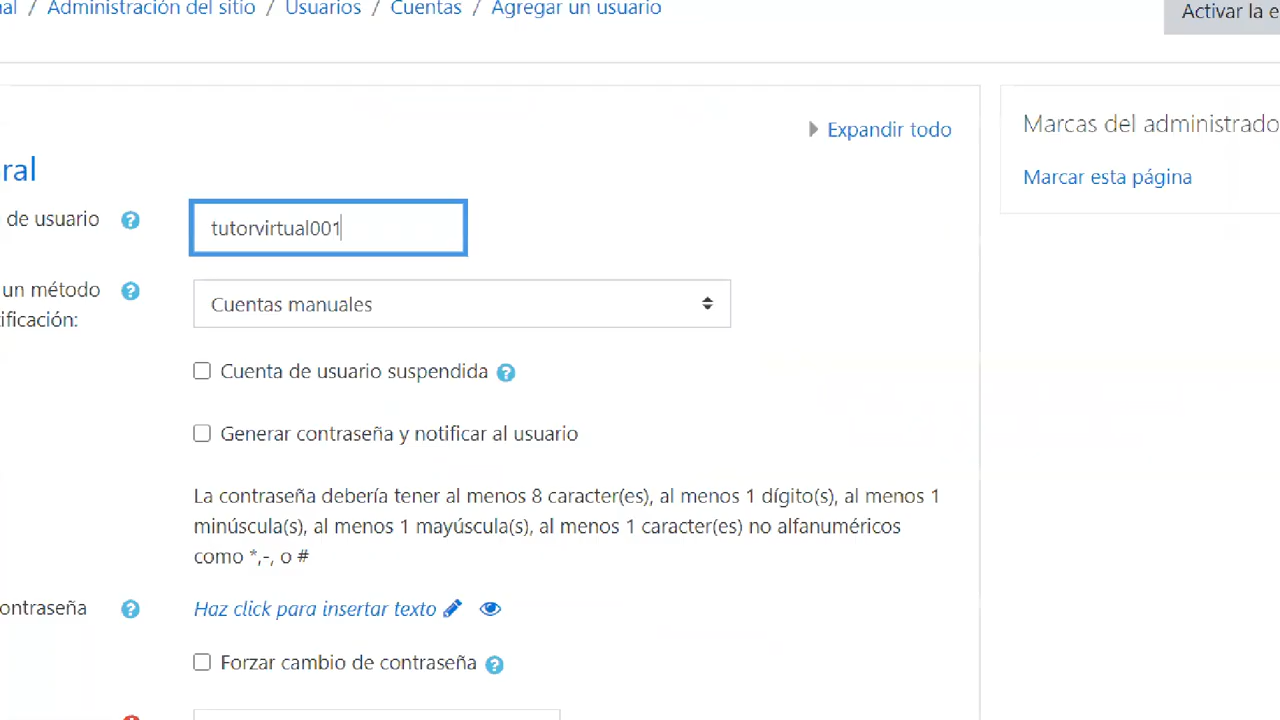 al / Administración del sitio / Usuarios / Cuentas / Agregar un usuario
Activar la e
Expandir todo
Marcas del administrado
Marcar esta página
ral
de usuario
tutorvirtual001
un método
ificación:
Cuentas manuales
Cuenta de usuario suspendida
Generar contraseña y notificar al usuario
La contraseña debería tener al menos 8 caracter(es), al menos 1 dígito(s), al menos 1
minúscula(s), al menos 1 mayúscula(s), al menos 1 caracter(es) no alfanuméricos
como *,-, o #
ontraseña
Haz click para insertar texto
Forzar cambio de contraseña